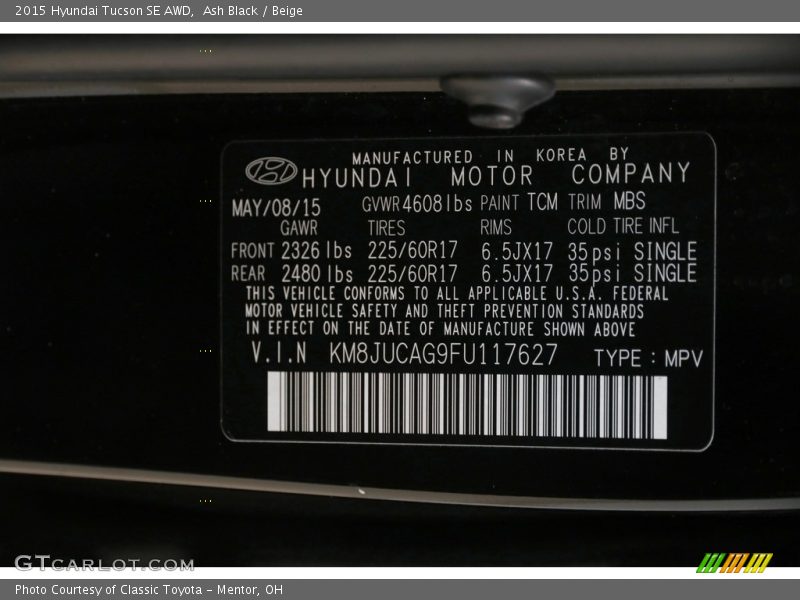 2015 Hyundai Tucson SE AWD,  Ash Black / Beige
MANUFACTURED IN KOREA BY
HYUNDAI MOTOR COMPANY
MAY/08/15 GVWR 4608lbs PAINT TCM TRIM MBS
GAWR TIRES RIMS COLD TIRE INFL
FRONT 2326 lbs 225/60R17 6.5JX17 35psi SINGLE
REAR 2480 lbs 225/60R17 6.5JX17 35psi SINGLE
THIS VEHICLE CONFORMS TO ALL APPLICABLE U.S.A. FEDERAL
MOTOR VEHICLE SAFETY AND THEFT PREVENTION STANDARDS
IN EFFECT ON THE DATE OF MANUFACTURE SHOWN ABOVE
V.I.N KM8JUCAG9FU117627 TYPE : MPV
GTCARLOT.COM
Photo Courtesy of Classic Toyota - Mentor, OH